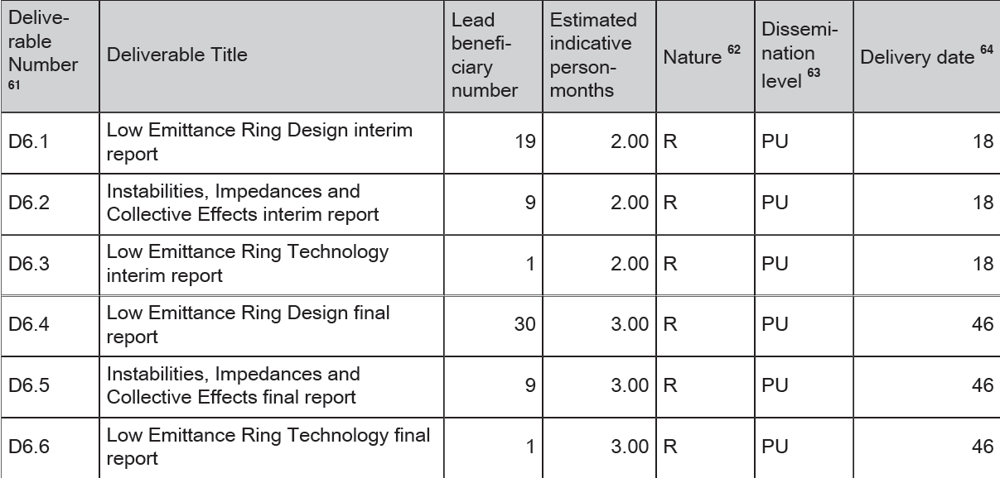 Delive-
rable
Number
61
Deliverable Title
Lead
benefi-
ciary
number
Estimated
indicative
person-
months
Nature 62
Dissemi-
nation
level 63
Delivery date 64
D6.1
Low Emittance Ring Design interim
report
19
2.00
R
PU
18
D6.2
Instabilities, Impedances and
Collective Effects interim report
9
2.00
R
PU
18
D6.3
Low Emittance Ring Technology
interim report
1
2.00
R
PU
18
D6.4
Low Emittance Ring Design final
report
30
3.00
R
PU
46
D6.5
Instabilities, Impedances and
Collective Effects final report
9
3.00
R
PU
46
D6.6
Low Emittance Ring Technology final
report
1
3.00
R
PU
46